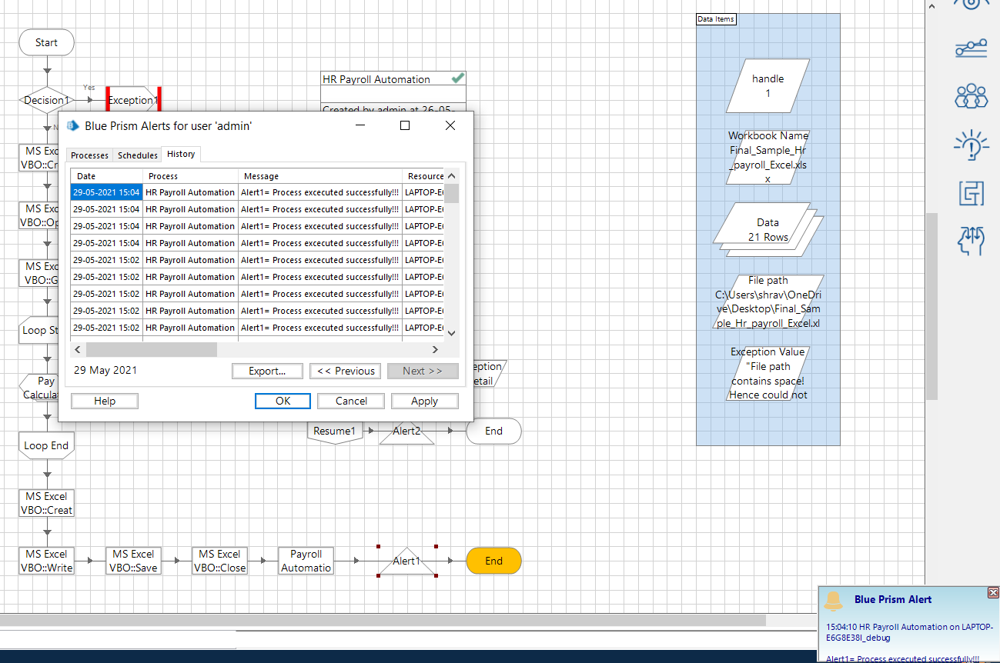 Start
Decision1
Yes
Exception1
HR Payroll Automation
Created by admin at 26-05-
Data Items
handle
1
Workbook Name
Final_Sample_Hr
_payroll_Excel.xls
x
Data
21 Rows
File path
C:\Users\shrav\OneDri
ve\Desktop\Final_Sam
ple_Hr_payroll_Excel.xl
Exception Value
"File path
contains space!
Hence could not
N
MS Exc
VBO::Cr
MS Exc
VBO::Op
MS Exc
VBO::G
Loop St
Pay
Calcula
Loop End
MS Excel
VBO::Creat
Blue Prism Alerts for user 'admin'
Processes Schedules History
Date Process Message Resource
29-05-2021 15:04 HR Payroll Automation Alert1= Process excecuted successfully!!! LAPTOP-E6
29-05-2021 15:04 HR Payroll Automation Alert1= Process excecuted successfully!!! LAPTOP-E6
29-05-2021 15:04 HR Payroll Automation Alert1= Process excecuted successfully!!! LAPTOP-E6
29-05-2021 15:04 HR Payroll Automation Alert1= Process excecuted successfully!!! LAPTOP-E6
29-05-2021 15:02 HR Payroll Automation Alert1= Process excecuted successfully!!! LAPTOP-E6
29-05-2021 15:02 HR Payroll Automation Alert1= Process excecuted successfully!!! LAPTOP-E6
29-05-2021 15:02 HR Payroll Automation Alert1= Process excecuted successfully!!! LAPTOP-E6
29-05-2021 15:02 HR Payroll Automation Alert1= Process excecuted successfully!!! LAPTOP-E6
29-05-2021 15:02 HR Payroll Automation Alert1= Process excecuted successfully!!! LAPTOP-E6
29 May 2021 Export... << Previous Next >>
Help OK Cancel Apply
eption
etail
Resume1 Alert2 End
MS Excel
VBO::Write
MS Excel
VBO::Save
MS Excel
VBO::Close
Payroll
Automatio
Alert1
End
Blue Prism Alert
15:04:10 HR Payroll Automation on LAPTOP-
E6G8E38I_debug
Alert1= Process excecuted successfully!!!